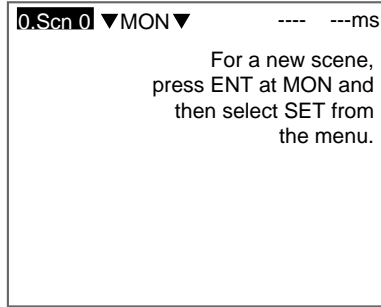 0.Scn 0 ▼MON▼ ---- ---ms
For a new scene,
press ENT at MON and
then select SET from
the menu.